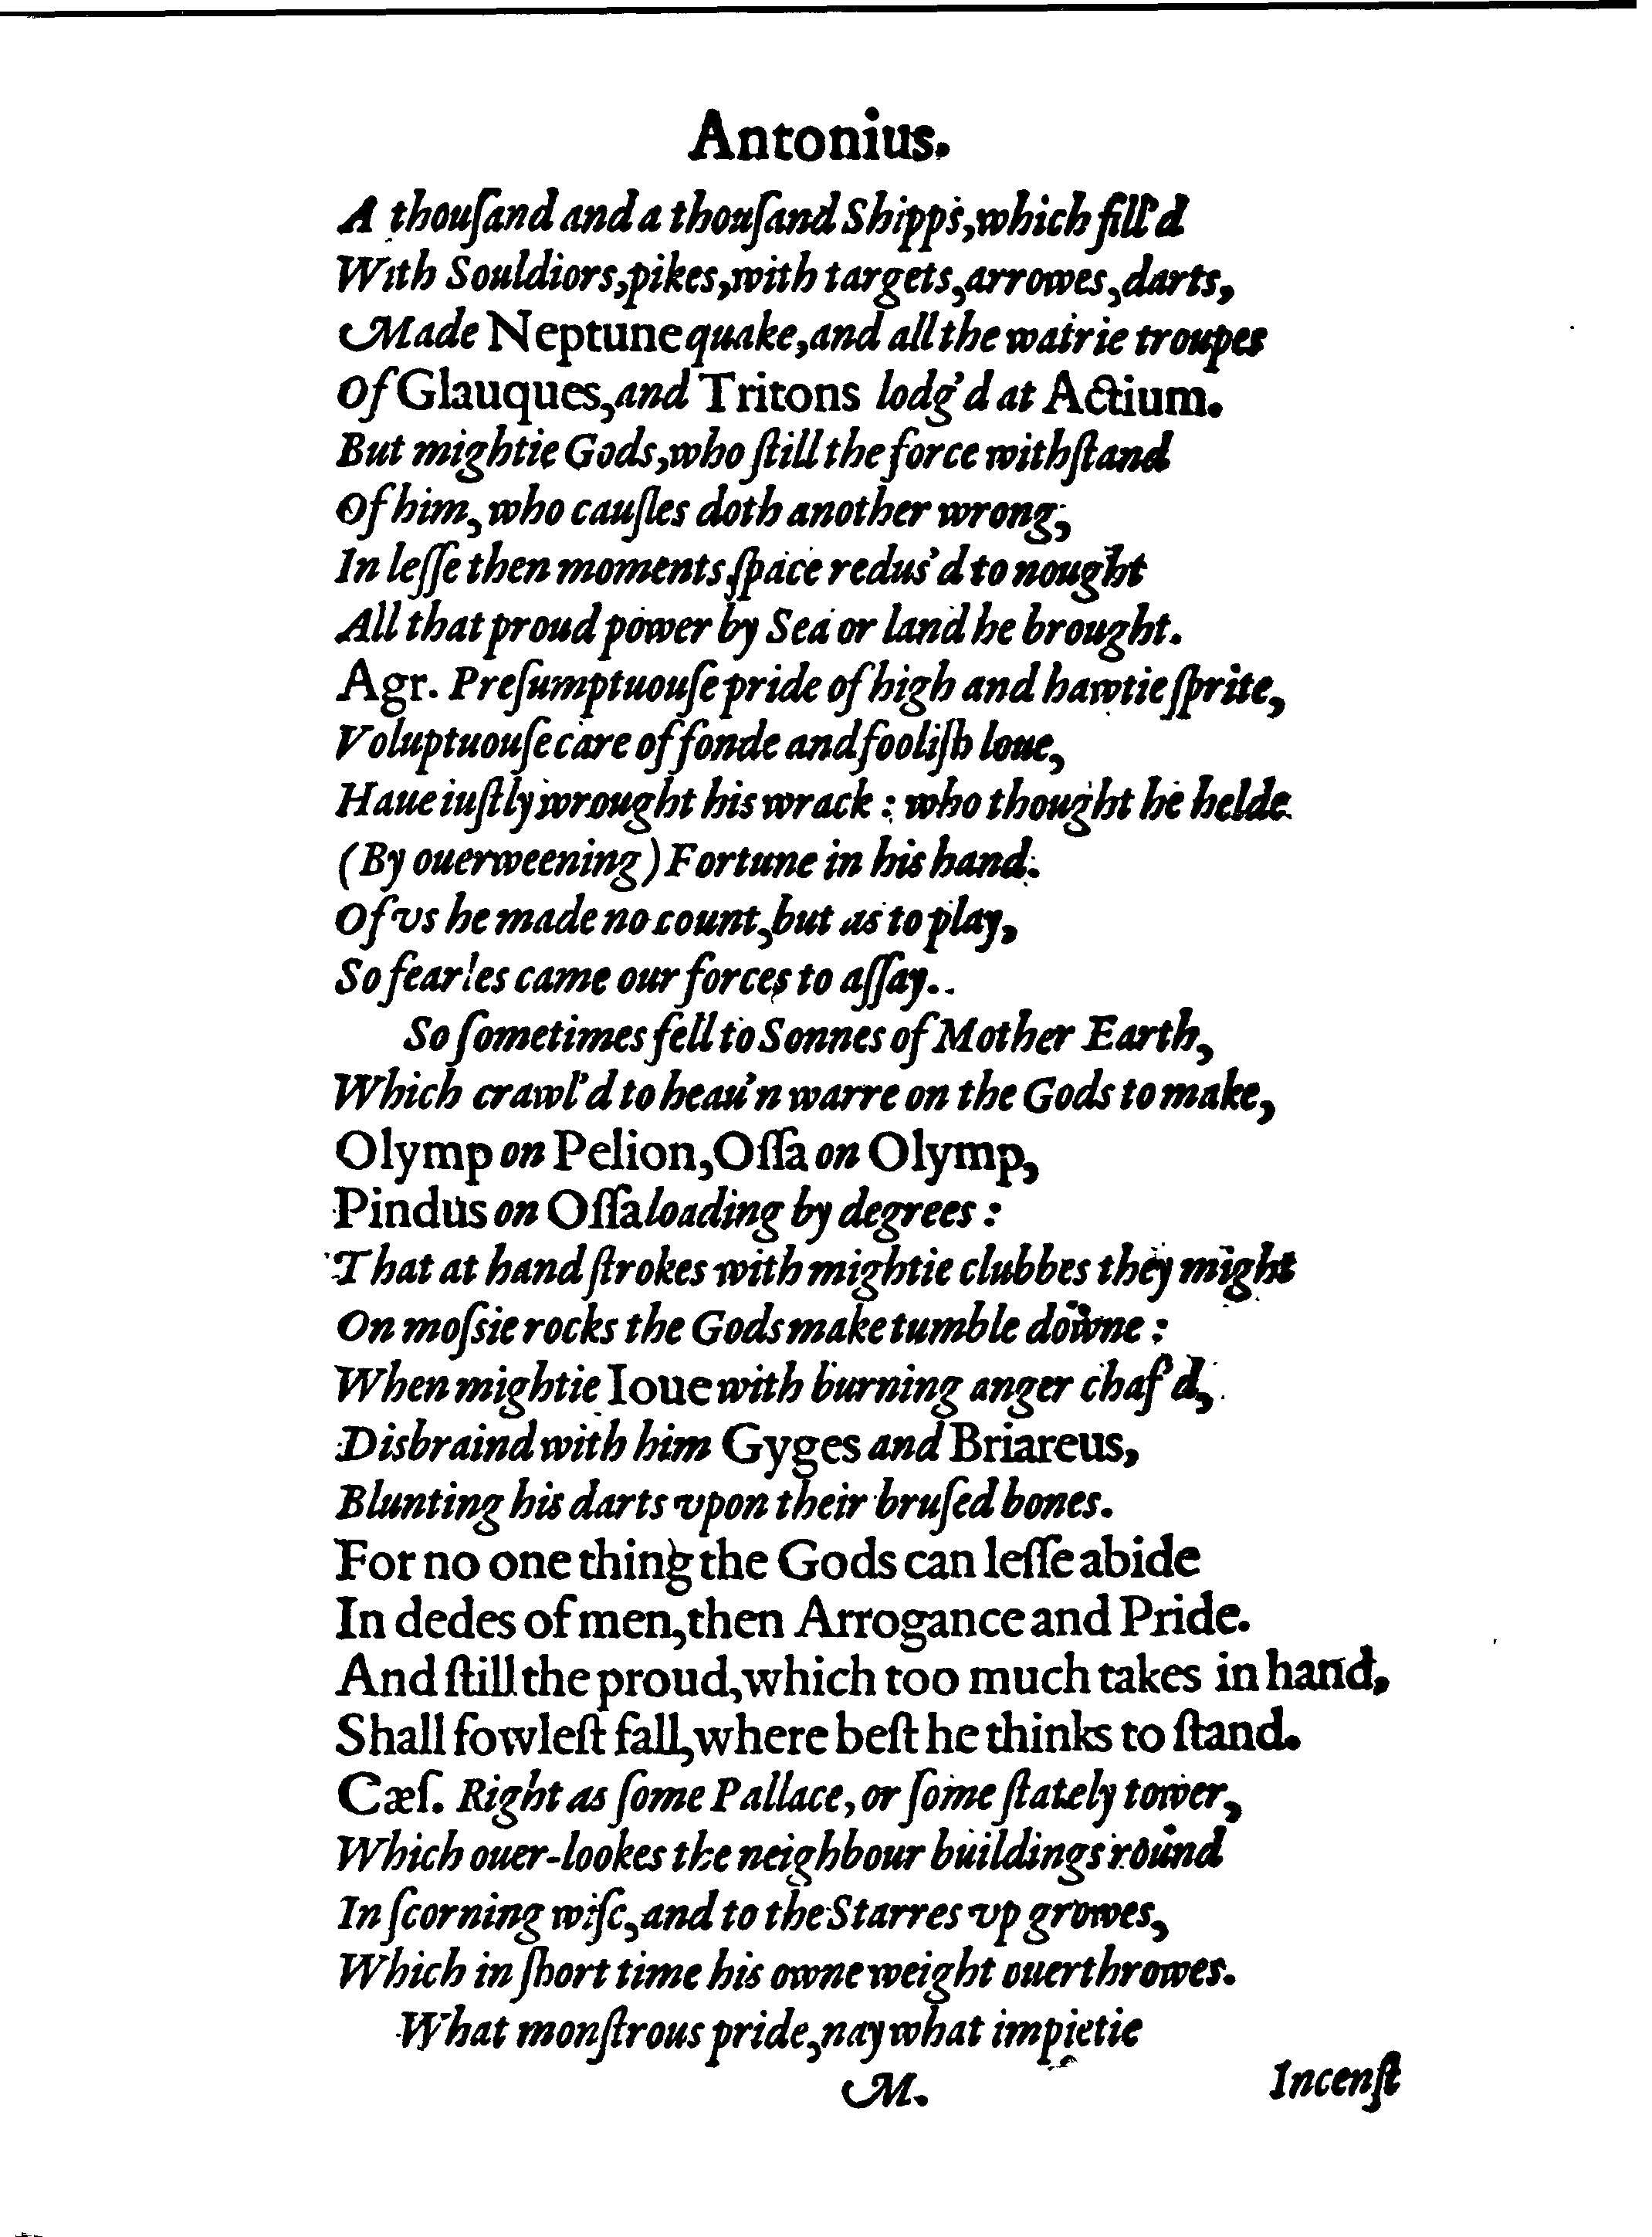 Antonius.
A thouſand and a thouſand Shipps, which fill'd
With Souldiors, pikes, with targets, arrowes, darts,
Made Neptune quake, and all the watrie troupes
Of Glauques, and Tritons lodg'd at Actium.
But mightie Gods, who ſtill the force withſtand
Of him, who cauſles doth another wrong,
In leſſe then moments ſpace redus'd to nought
All that proud power by Sea or land he brought.
Agr. Preſumptuouſe pride of high and hawtie ſprite,
Voluptuouſe care of fonde and fooliſh loue,
Haue iuſtly wrought his wrack: who thought he helde
(By ouerweening) Fortune in his hand.
Of vs he made no count, but as to play,
So fearles came our forces to aſſay.
So ſometimes fell to Sonnes of Mother Earth,
Which crawl'd to heau'n warre on the Gods to make,
Olymp on Pelion, Oſſa on Olymp,
Pindus on Oſſa loading by degrees:
That at hand ſtrokes with mightie clubbes they might
On moſsie rocks the Gods make tumble downe:
When mightie Ioue with burning anger chaf'd,
Disbraind with him Gyges and Briareus,
Blunting his darts vpon their bruſed bones.
For no one thing the Gods can leſſe abide
In dedes of men, then Arrogance and Pride.
And ſtill the proud, which too much takes in hand,
Shall fowleſt fall, where beſt he thinks to ſtand.
Cæſ. Right as ſome Pallace, or ſome ſtately tower,
Which ouer-lookes the neighbour buildings round
In ſcorning wiſe, and to the Starres vp growes,
Which in ſhort time his owne weight ouerthrowes.
What monſtrous pride, nay what impietie
M.
Incenſt